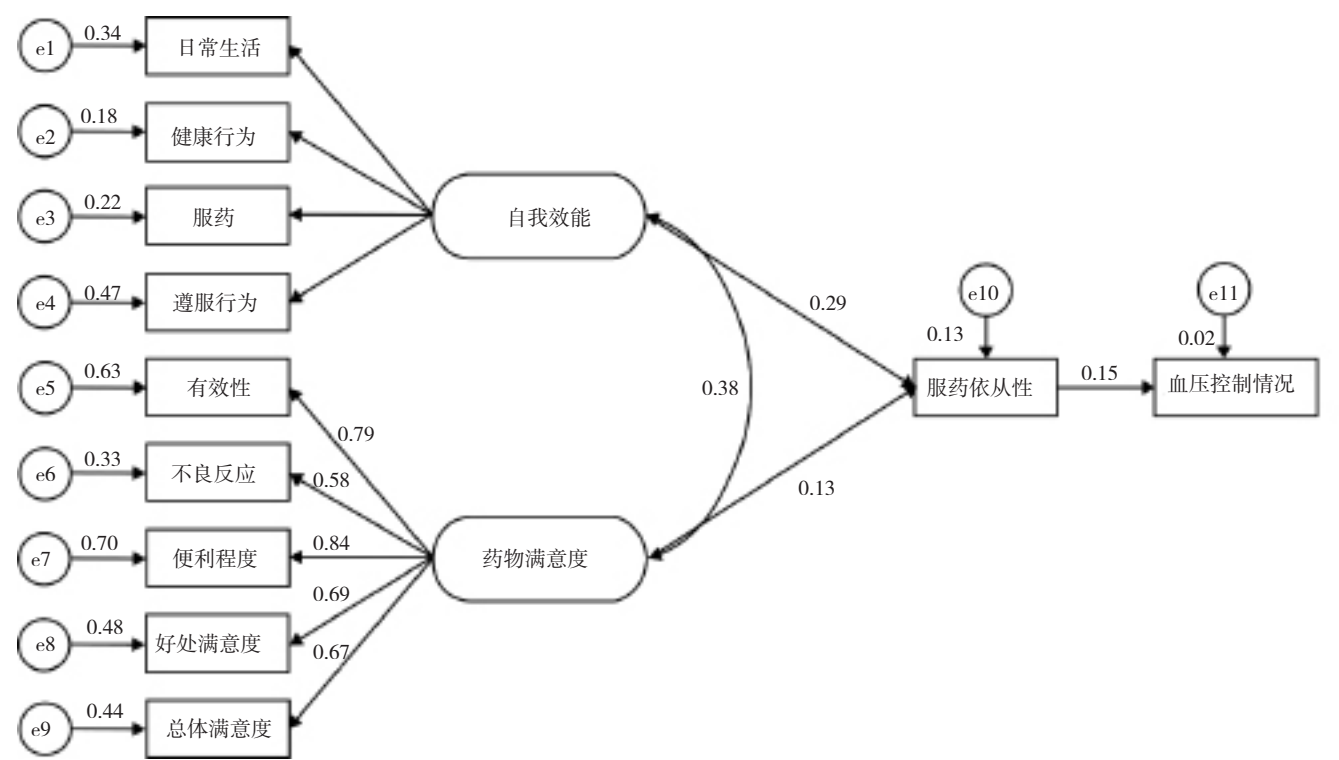 e1
0.34
日常生活
e2
0.18
健康行为
e3
0.22
服药
自我效能
e4
0.47
遵服行为
e5
0.63
有效性
0.79
e6
0.33
不良反应
0.58
e7
0.70
便利程度
0.84
药物满意度
e8
0.48
好处满意度
0.69
e9
0.44
总体满意度
0.67
0.38
0.29
0.13
e10
0.13
服药依从性
0.15
e11
0.02
血压控制情况